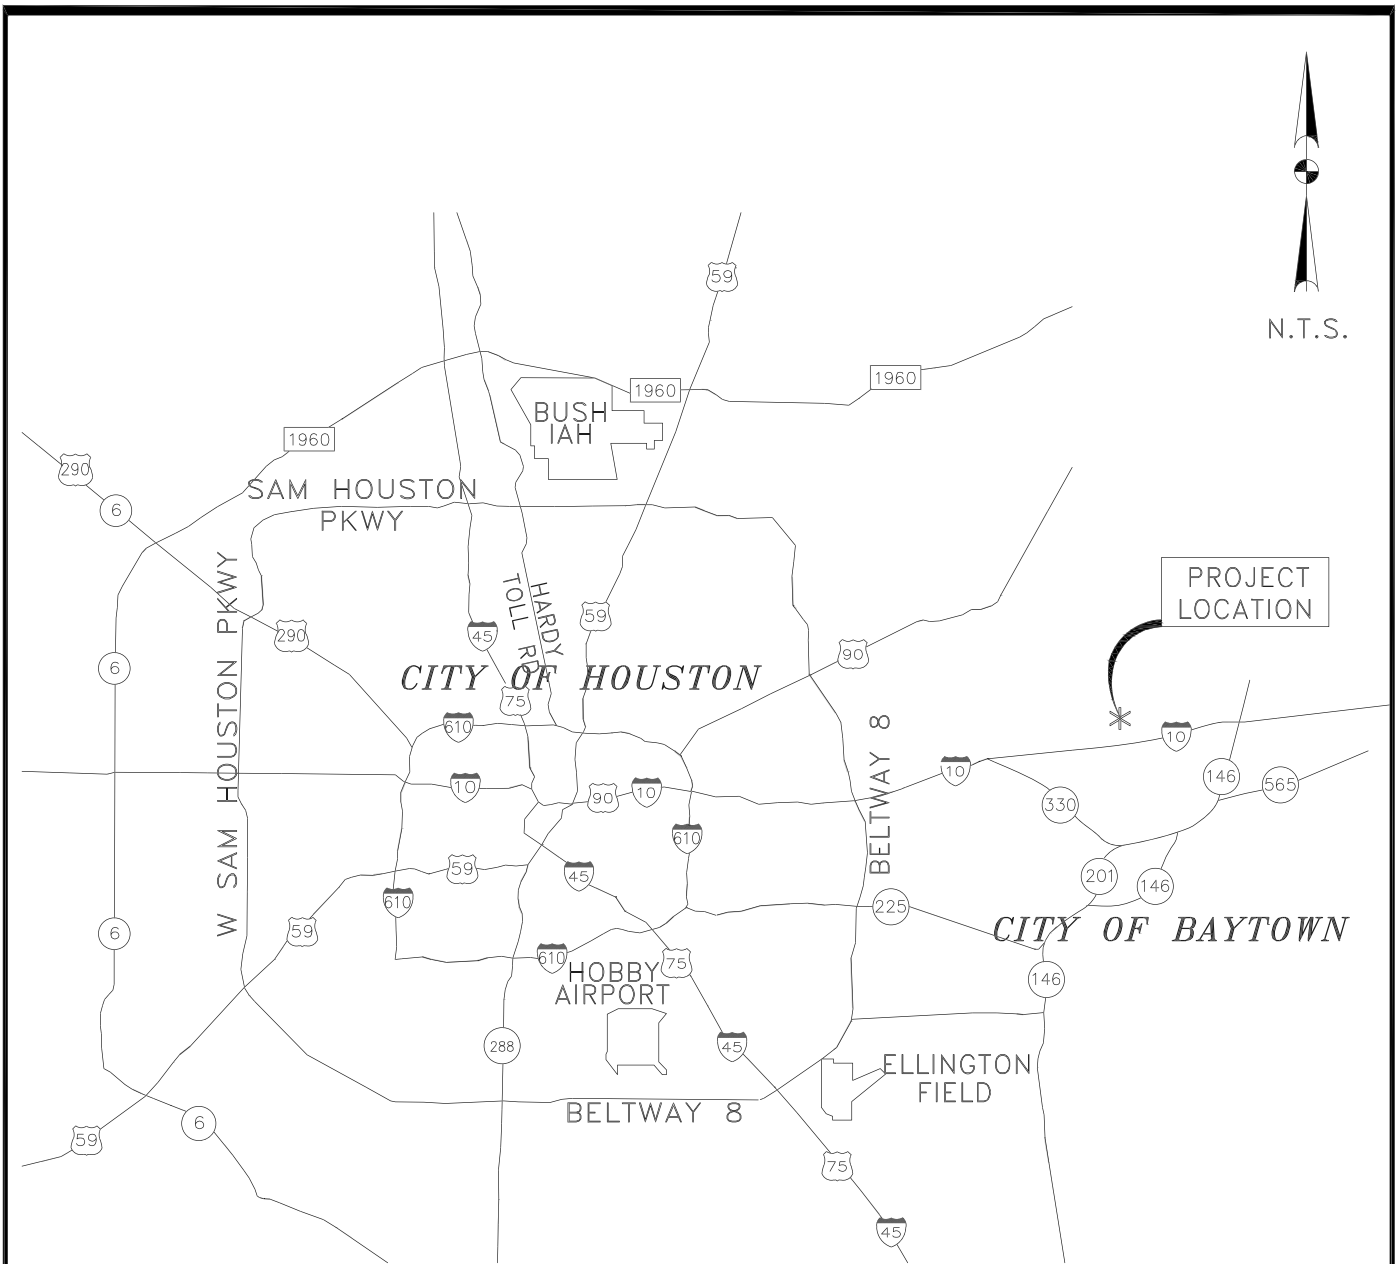 59
N.T.S.
1960
1960
BUSH
IAH
1960
290
SAM HOUSTON
PKWY
6
PROJECT
LOCATION
W SAM HOUSTON PKWY
HARDY
TOLL RD
59
45
290
90
6
CITY OF HOUSTON
75
610
BELTWAY 8
10
10
146
565
10
90
10
330
610
59
45
201
146
610
225
59
6
CITY OF BAYTOWN
610
75
HOBBY
AIRPORT
146
288
45
ELLINGTON
FIELD
BELTWAY 8
6
59
75
45